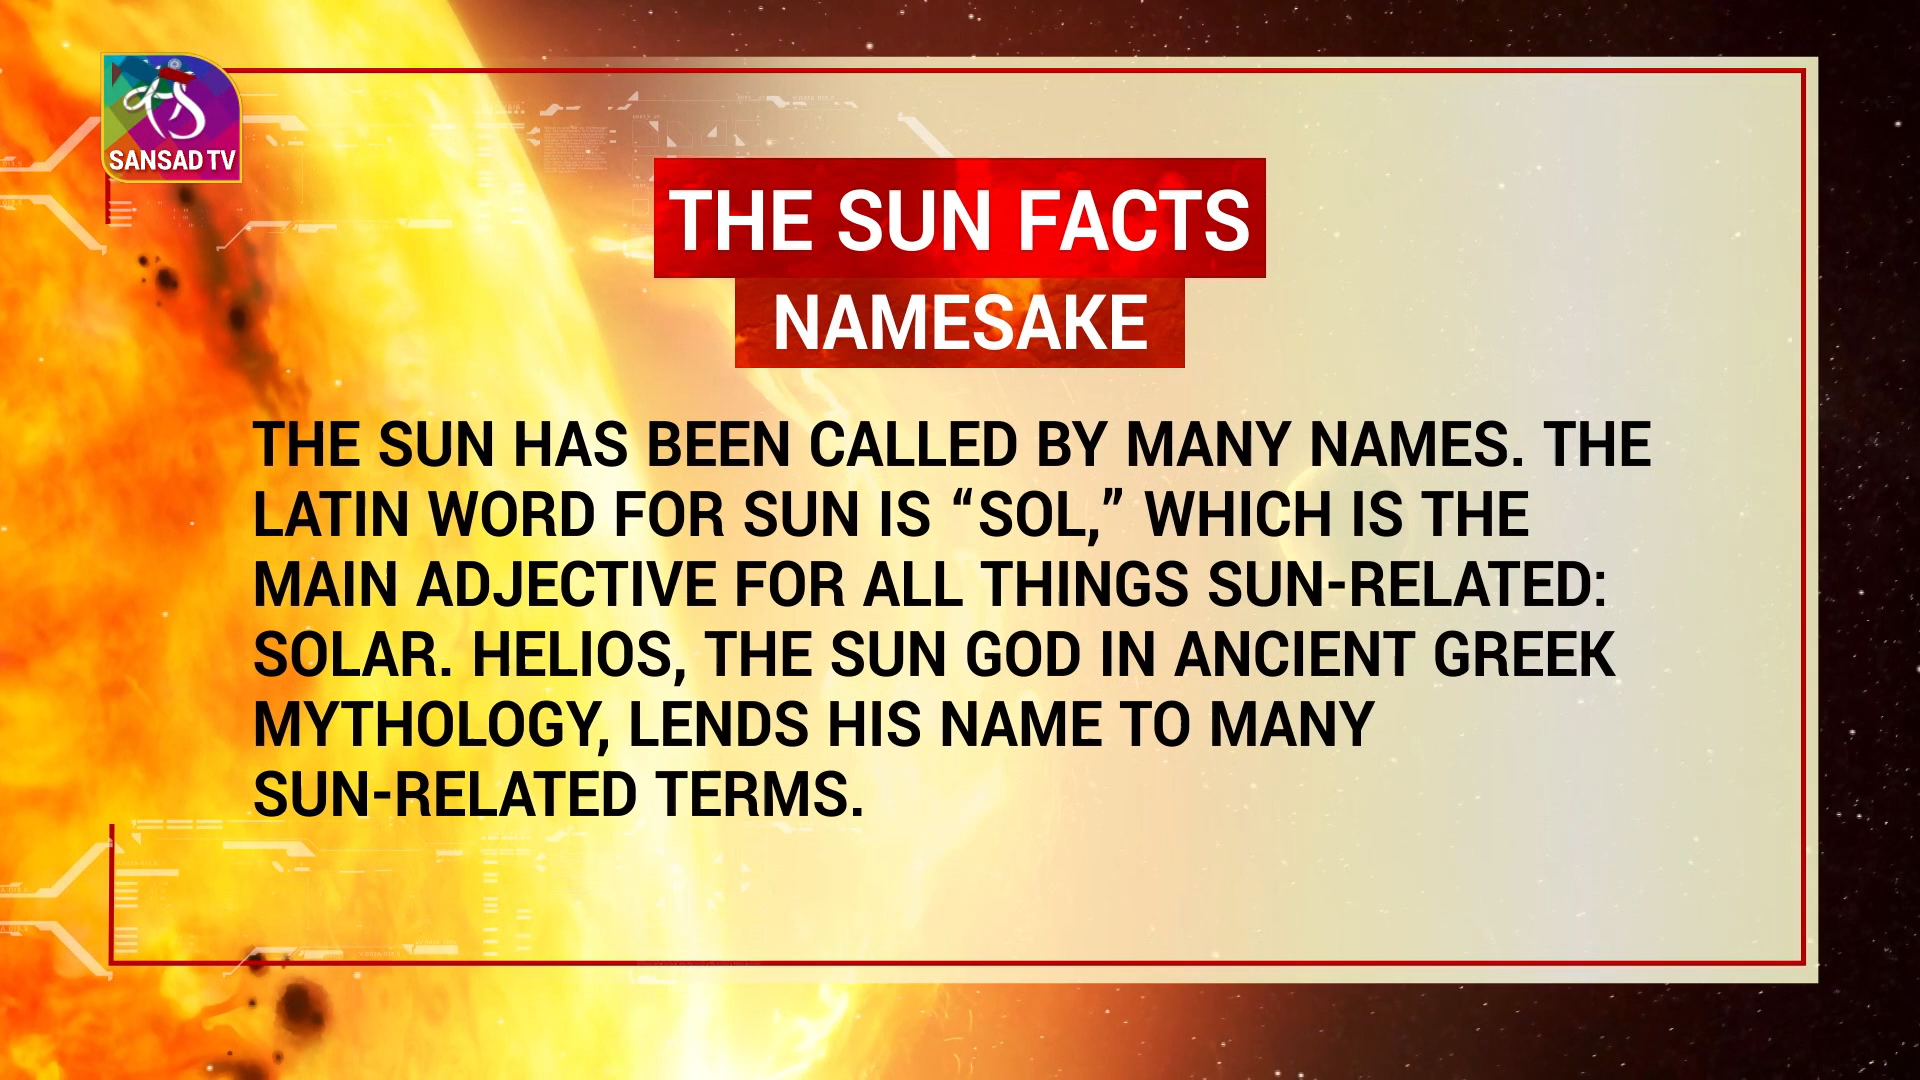 SANSAD TV
THE SUN FACTS
NAMESAKE
THE SUN HAS BEEN CALLED BY MANY NAMES. THE
LATIN WORD FOR SUN IS “SOL,” WHICH IS THE
MAIN ADJECTIVE FOR ALL THINGS SUN-RELATED:
SOLAR. HELIOS, THE SUN GOD IN ANCIENT GREEK
MYTHOLOGY, LENDS HIS NAME TO MANY
SUN-RELATED TERMS.